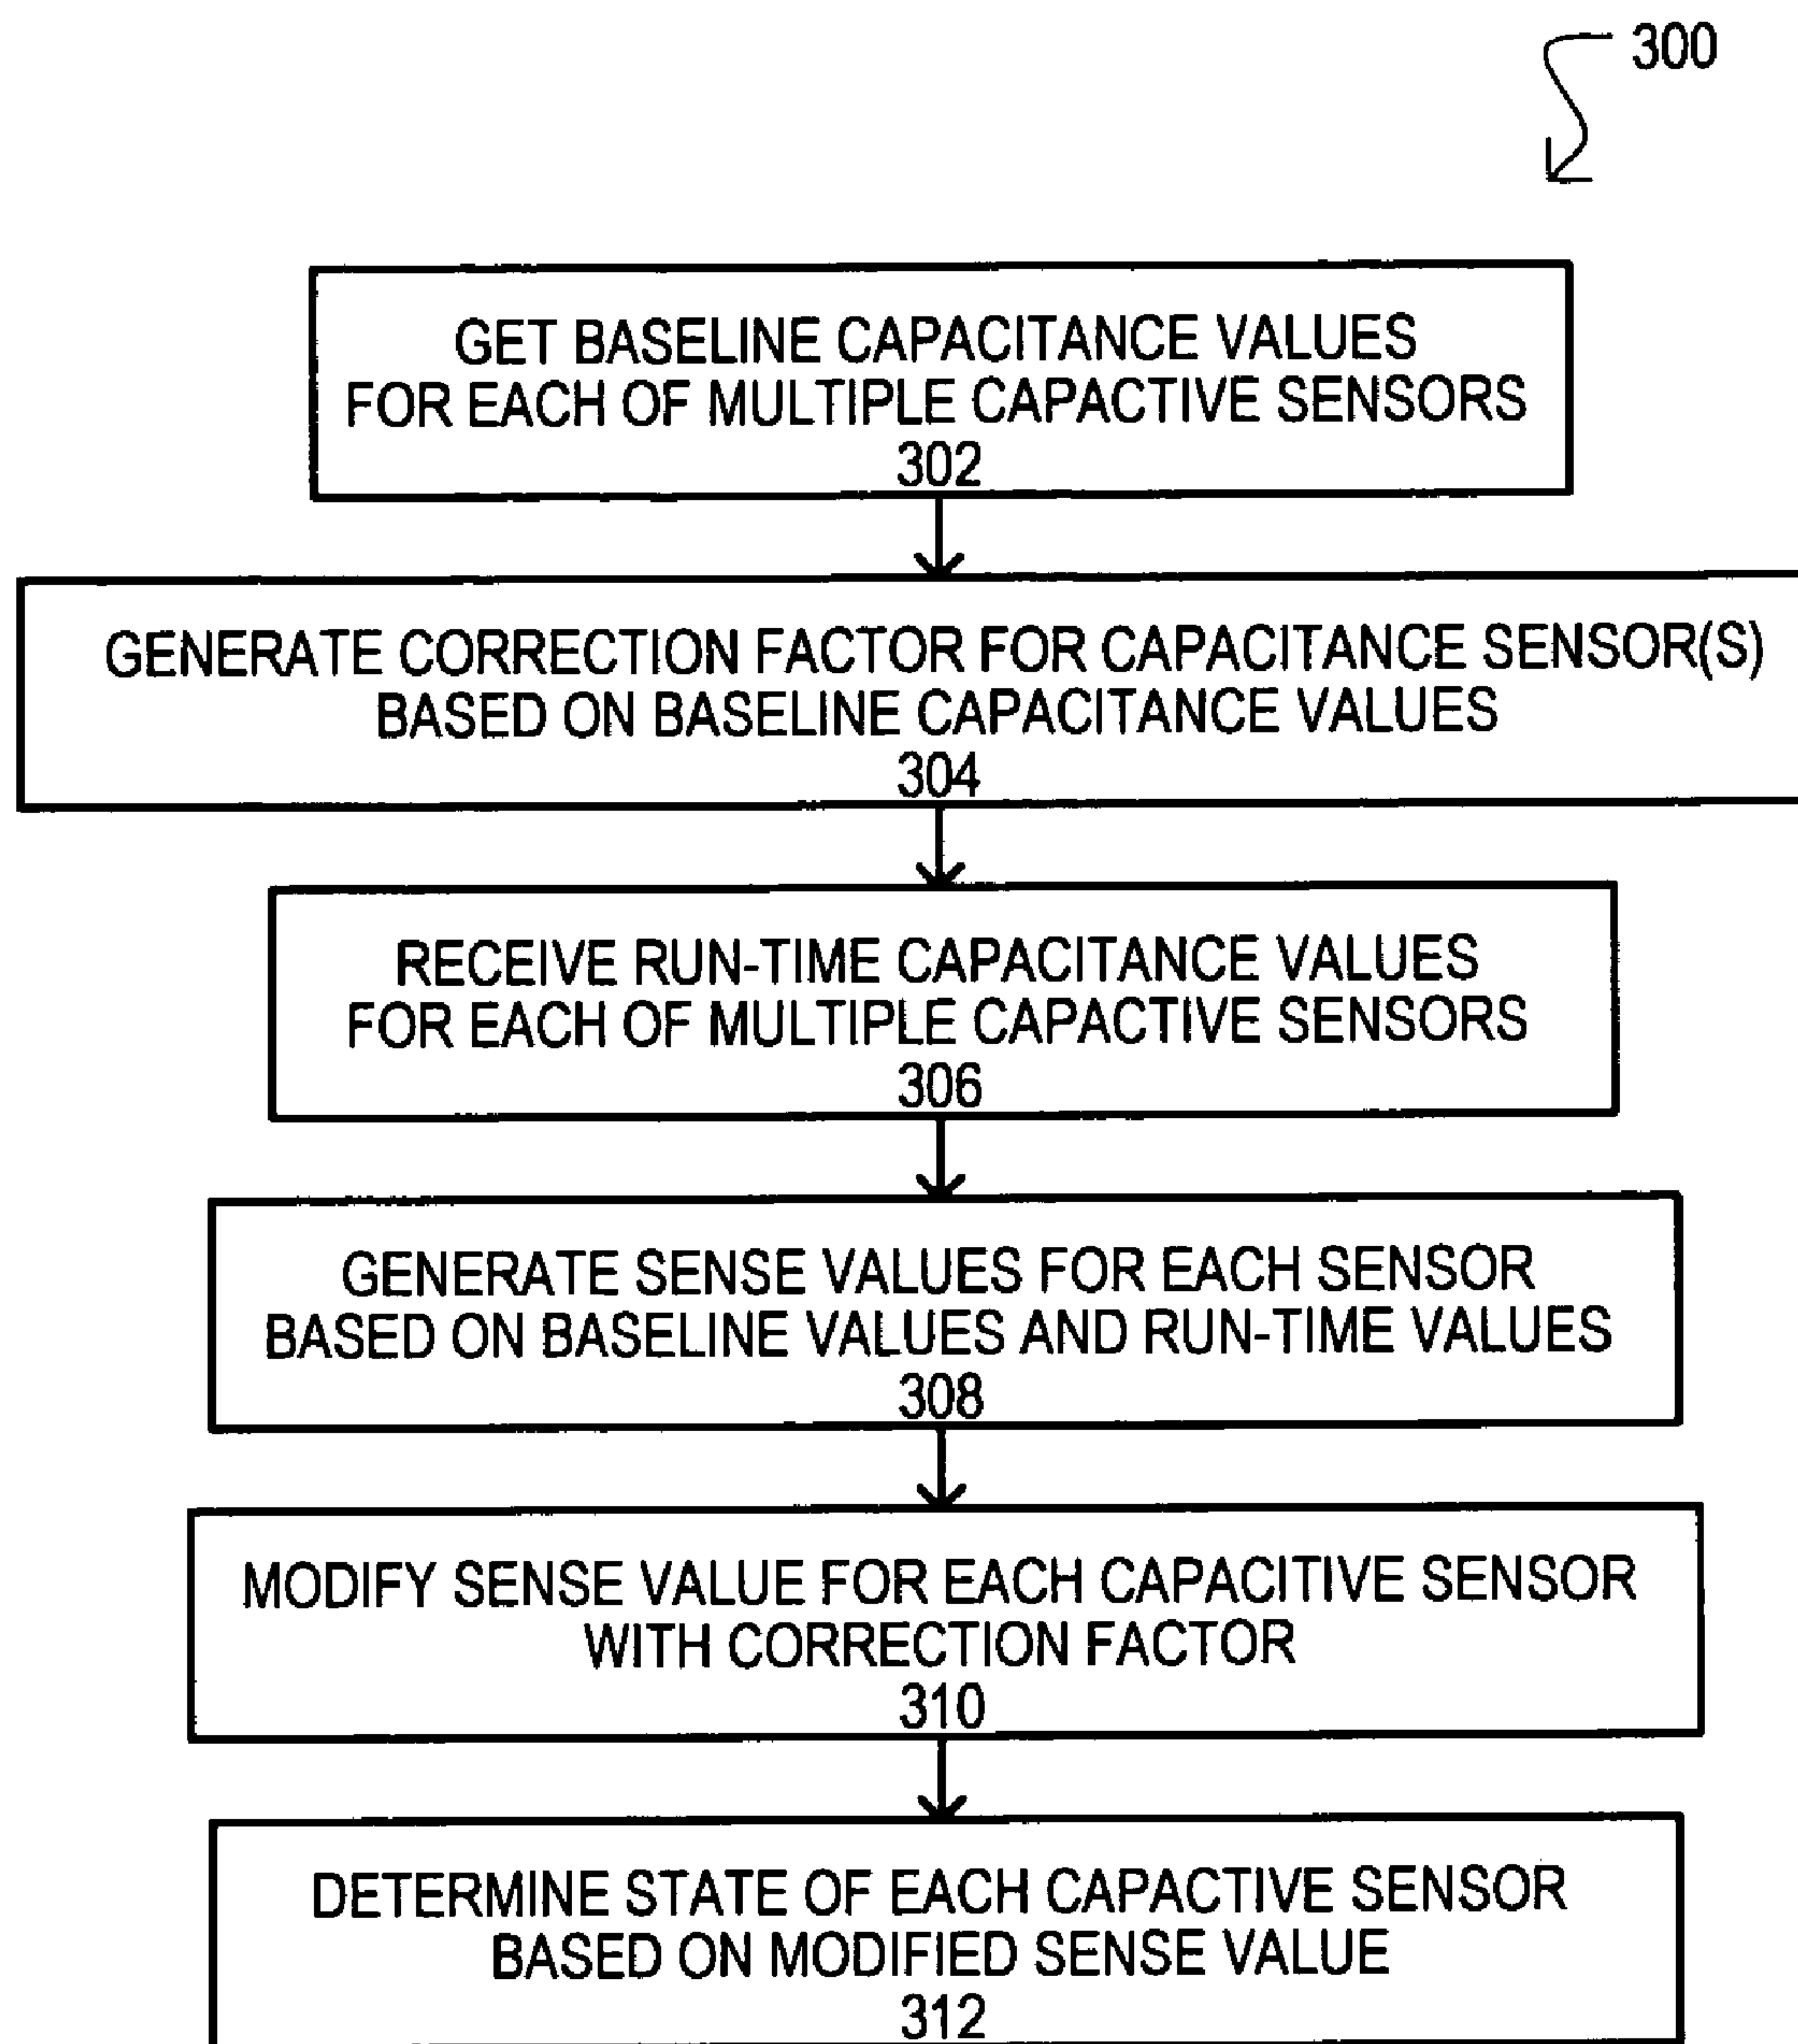 300
GET BASELINE CAPACITANCE VALUES
FOR EACH OF MULTIPLE CAPACTIVE SENSORS
302
GENERATE CORRECTION FACTOR FOR CAPACITANCE SENSOR(S)
BASED ON BASELINE CAPACITANCE VALUES
304
RECEIVE RUN-TIME CAPACITANCE VALUES
FOR EACH OF MULTIPLE CAPACTIVE SENSORS
306
GENERATE SENSE VALUES FOR EACH SENSOR
BASED ON BASELINE VALUES AND RUN-TIME VALUES
308
MODIFY SENSE VALUE FOR EACH CAPACITIVE SENSOR
WITH CORRECTION FACTOR
310
DETERMINE STATE OF EACH CAPACTIVE SENSOR
BASED ON MODIFIED SENSE VALUE
312